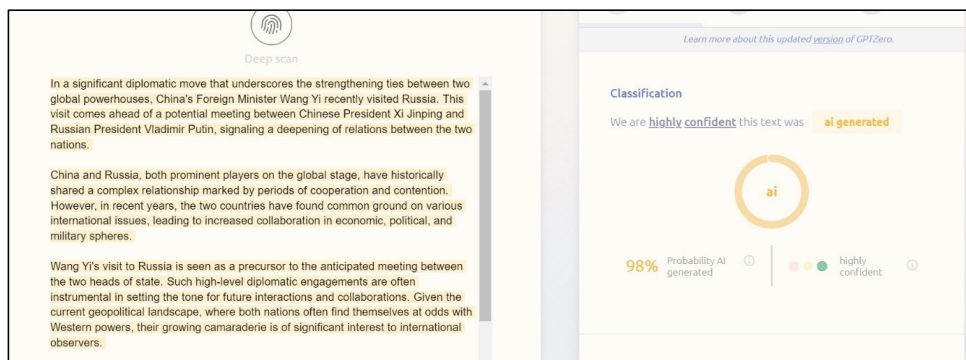 Deep scan
In a significant diplomatic move that underscores the strengthening ties between two
global powerhouses, China's Foreign Minister Wang Yi recently visited Russia. This
visit comes ahead of a potential meeting between Chinese President Xi Jinping and
Russian President Vladimir Putin, signaling a deepening of relations between the two
nations.
China and Russia, both prominent players on the global stage, have historically
shared a complex relationship marked by periods of cooperation and contention.
However, in recent years, the two countries have found common ground on various
international issues, leading to increased collaboration in economic, political, and
military spheres.
Wang Yi's visit to Russia is seen as a precursor to the anticipated meeting between
the two heads of state. Such high-level diplomatic engagements are often
instrumental in setting the tone for future interactions and collaborations. Given the
current geopolitical landscape, where both nations often find themselves at odds with
Western powers, their growing camaraderie is of significant interest to international
observers.
Learn more about this updated version of GPTZero.
Classification
We are highly confident this text was ai generated
ai
98% Probability AI
generated
highly
confident